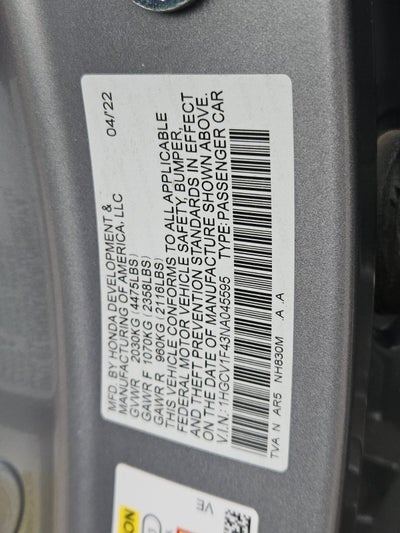 MFD. BY HONDA DEVELOPMENT &
MANUFACTURING OF AMERICA, LLC 04/22
GVWR 2030KG (4475LBS)
GAWR F 1070KG (2358LBS)
GAWR R 960KG (2116LBS)
THIS VEHICLE CONFORMS TO ALL APPLICABLE
FEDERAL MOTOR VEHICLE SAFETY, BUMPER,
AND THEFT PREVENTION STANDARDS IN EFFECT
ON THE DATE OF MANUFACTURE SHOWN ABOVE.
V.I.N.: 1HGCV1F43NA045595 TYPE:PASSENGER CAR
TVA N AR5 NH830M .A .A
VE